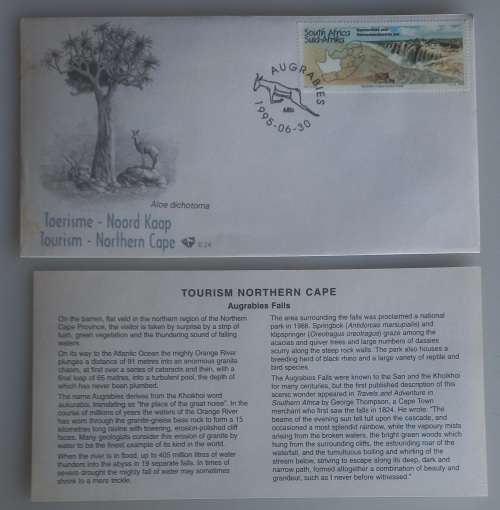 South Africa
Suid-Afrika
AUGRABIES
1995-06-30
Aloe dichotoma
Toerisme - Noord Kaap
Tourism - Northern Cape
6.24
TOURISM NORTHERN CAPE
Augrabies Falls
On the barren, flat veld in the northern region of the Northern
Cape Province, the visitor is taken by surprise by a strip of
lush, green vegetation and the thundering sound of falling
waters.
On its way to the Atlantic Ocean the mighty Orange River
plunges a distance of 91 metres into an enormous granite
chasm, at first over a series of cataracts and then, with a
final leap of 65 metres, into a turbulent pool, the depth of
which has never been plumbed.
The name Augrabies derives from the Khoikhoi word
aukurabis, translating as "the place of the great noise". In the
course of millions of years the waters of the Orange River
has worn through the granite-gneiss base rock to form a 15
kilometres long ravine with towering, erosion-polished cliff
faces. Many geologists consider this erosion of granite by
water to be the finest example of its kind in the world.
When the river is in flood, up to 405 million litres of water
thunders into the abyss in 19 separate falls. In times of
severe drought the mighty fall of water may sometimes
shrink to a mere trickle.
The area surrounding the falls was proclaimed a national
park in 1966. Springbok (Antidorcas marsupialis) and
Klipspringer (Oreotragus oreotragus) graze among the
acacias and quiver trees and large numbers of dassies
scurry along the steep rock walls. The park also houses a
breeding herd of black rhino and a large variety of reptile and
bird species.
The Augrabies Falls were known to the San and the Khoikhoi
for many centuries, but the first published description of this
scenic wonder appeared in Travels and Adventure in
Southern Africa by George Thompson, a Cape Town
merchant who first saw the falls in 1824. He wrote: "The
beams of the evening sun fell full upon the cascade, and
occasioned a most splendid rainbow, while the vapoury mists
arising from the broken waters, the bright green woods which
hung from the surrounding cliffs, the astounding roar of the
waterfall, and the tumultuous boiling and whirling of the
stream below, striving to escape along its deep, dark and
narrow path, formed altogether a combination of beauty and
grandeur, such as I never before witnessed."